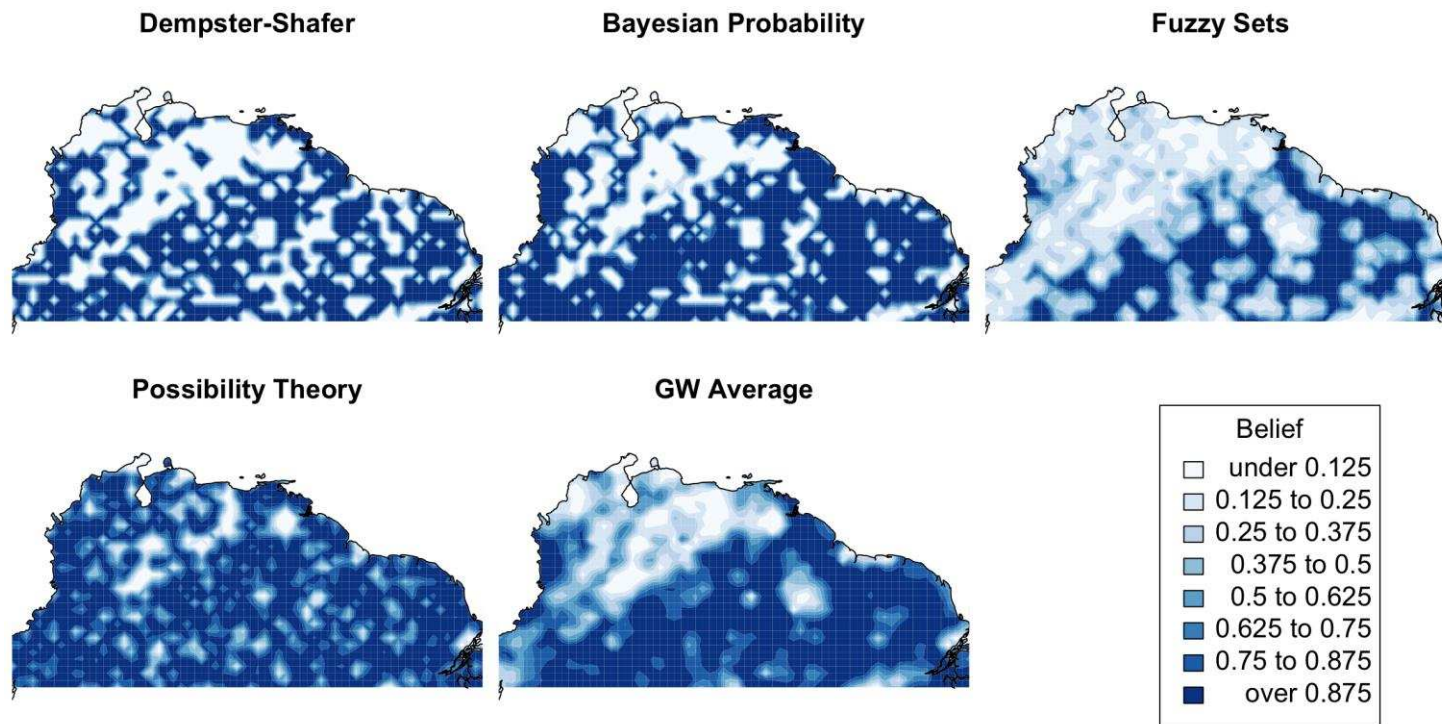 Dempster-Shafer
Bayesian Probability
Fuzzy Sets
Possibility Theory
GW Average
Belief
under 0.125
0.125 to 0.25
0.25 to 0.375
0.375 to 0.5
0.5 to 0.625
0.625 to 0.75
0.75 to 0.875
over 0.875